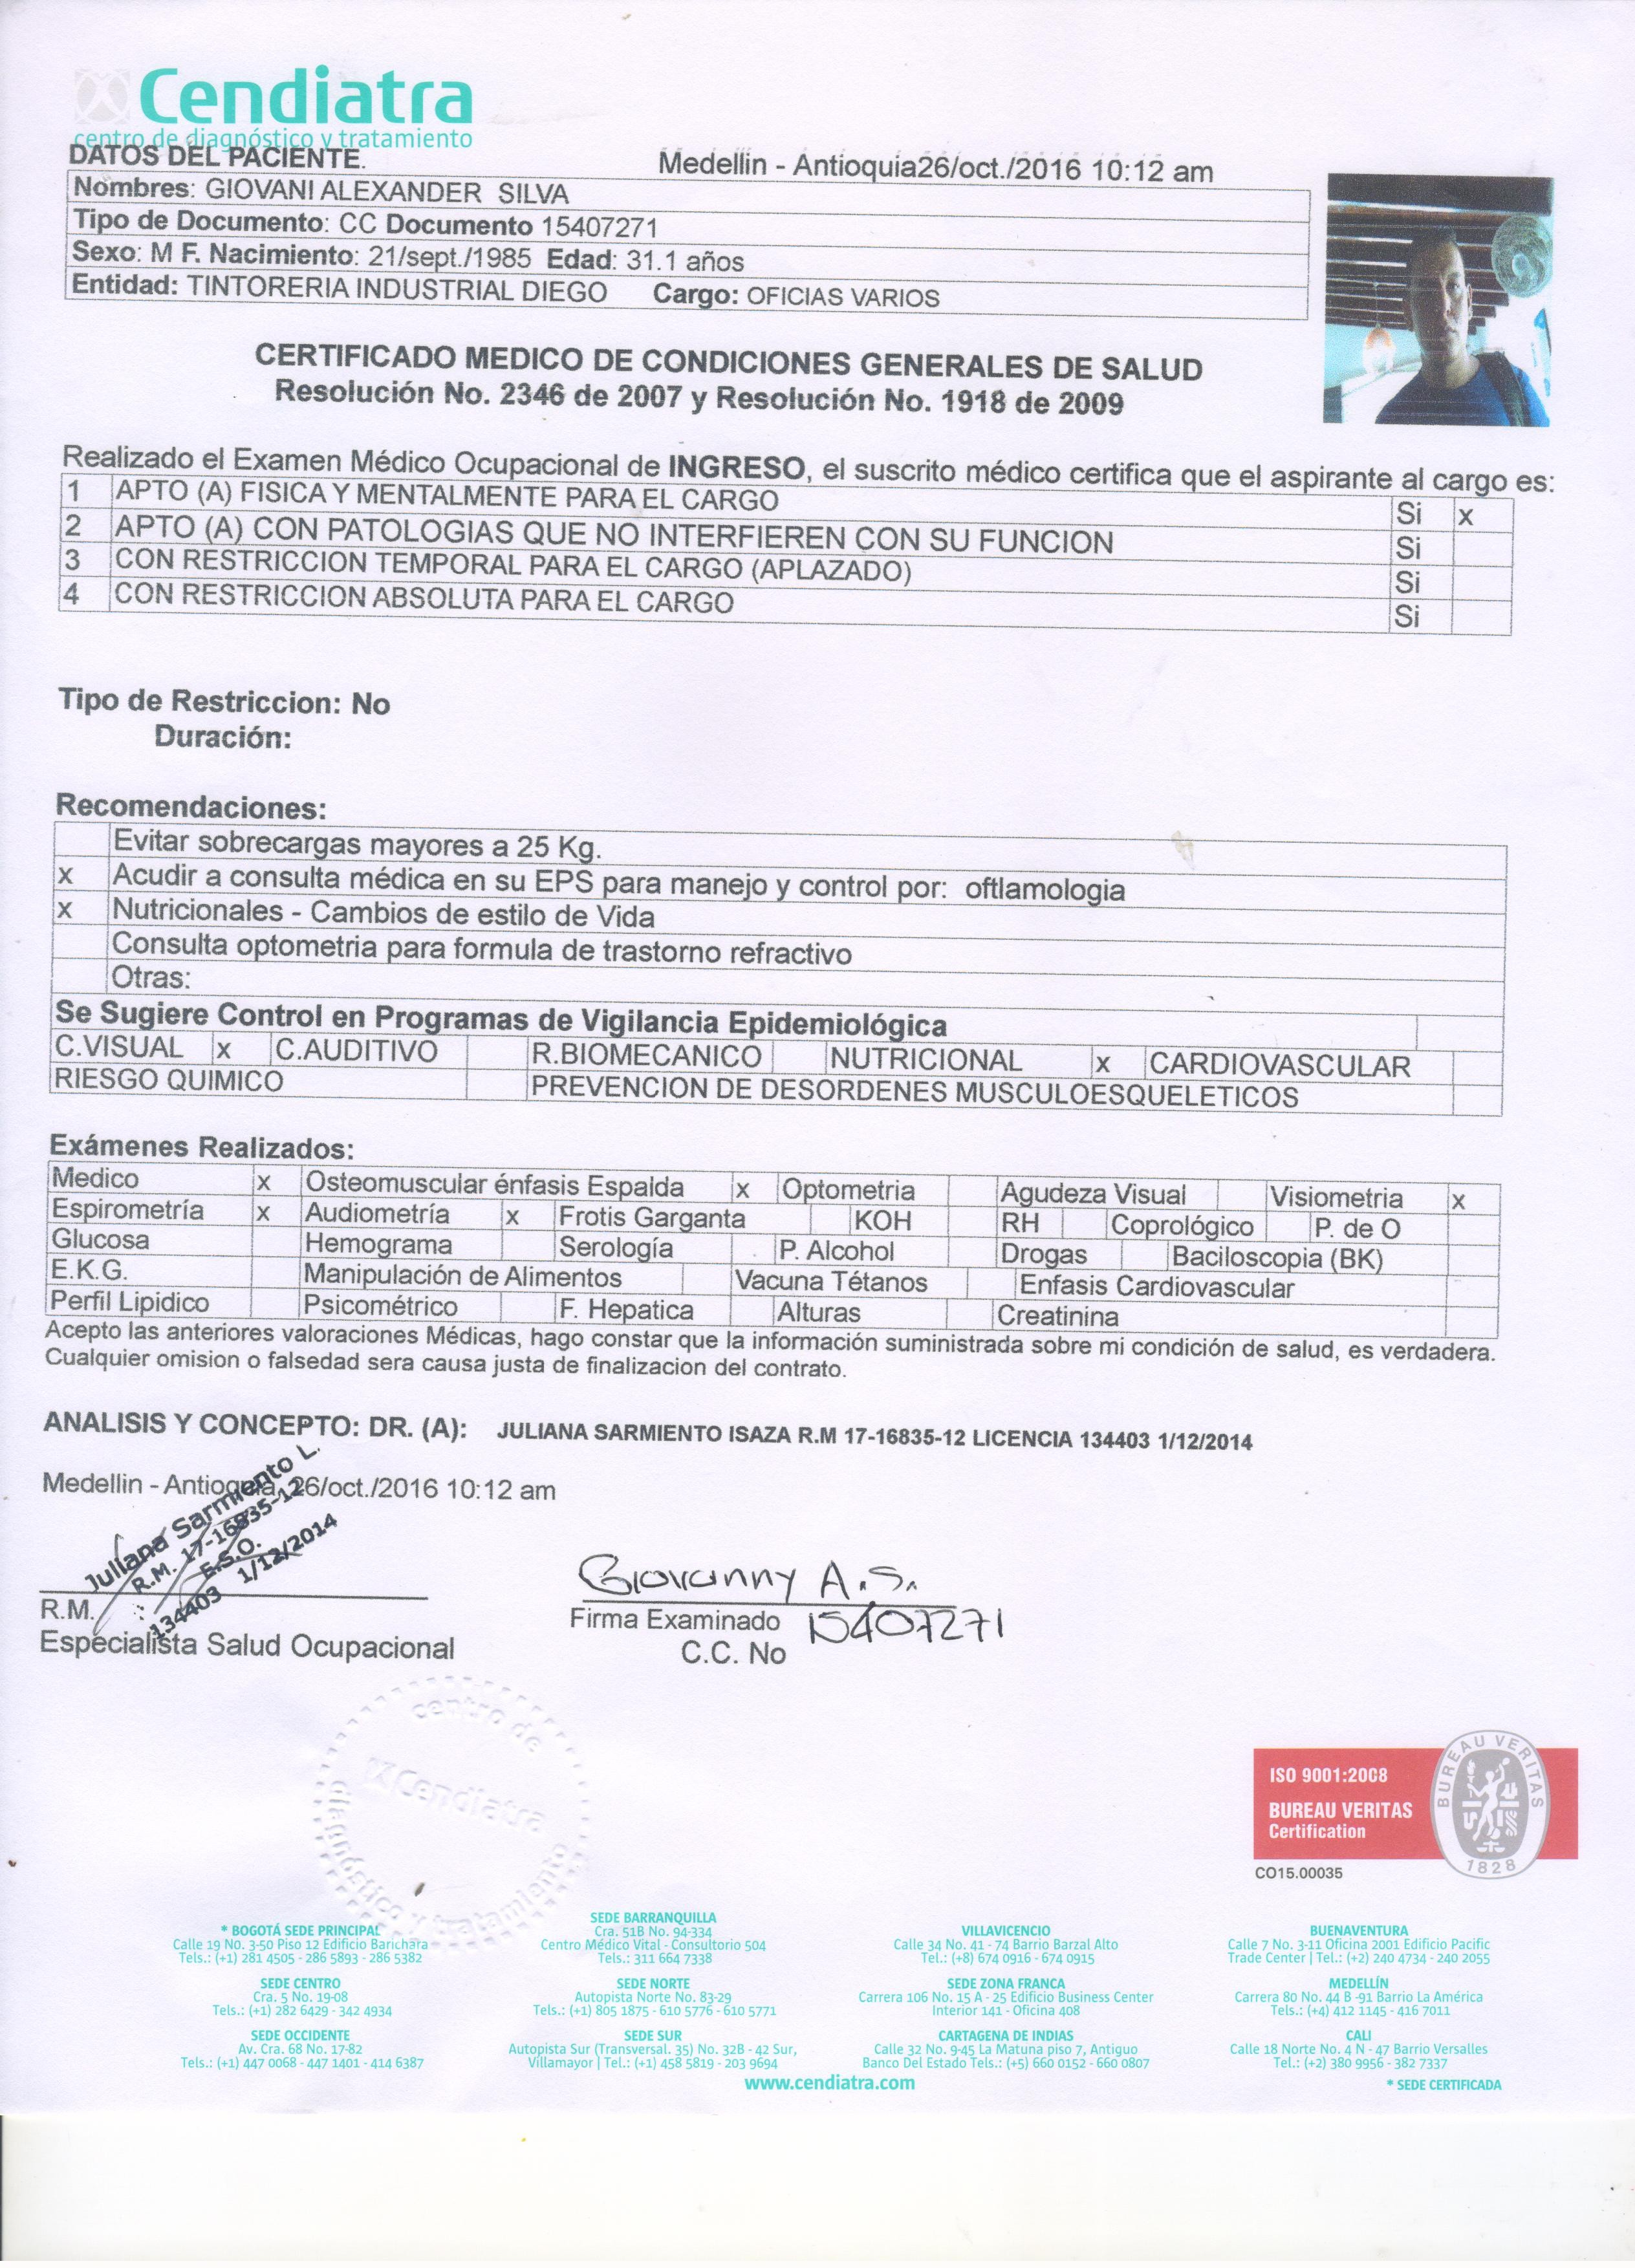 Cendiatra
centro de diagnóstico y tratamiento
DATOS DEL PACIENTE.
Medellin - Antioquia26/oct./2016 10:12 am
Nombres: GIOVANI ALEXANDER SILVA
Tipo de Documento: CC Documento 15407271
Sexo: M F. Nacimiento: 21/sept./1985 Edad: 31.1 años
Entidad: TINTORERIA INDUSTRIAL DIEGO Cargo: OFICIAS VARIOS
CERTIFICADO MEDICO DE CONDICIONES GENERALES DE SALUD
Resolución No. 2346 de 2007 y Resolución No. 1918 de 2009
Realizado el Examen Médico Ocupacional de INGRESO, el suscrito médico certifica que el aspirante al cargo es:
1 APTO (A) FISICA Y MENTALMENTE PARA EL CARGO Si x
2 APTO (A) CON PATOLOGIAS QUE NO INTERFIEREN CON SU FUNCION Si
3 CON RESTRICCION TEMPORAL PARA EL CARGO (APLAZADO) Si
4 CON RESTRICCION ABSOLUTA PARA EL CARGO Si
Tipo de Restriccion: No
Duración:
Recomendaciones:
Evitar sobrecargas mayores a 25 Kg.
x Acudir a consulta médica en su EPS para manejo y control por: oftlamologia
x Nutricionales - Cambios de estilo de Vida
Consulta optometria para formula de trastorno refractivo
Otras:
Se Sugiere Control en Programas de Vigilancia Epidemiológica
C.VISUAL x C.AUDITIVO R.BIOMECANICO NUTRICIONAL x CARDIOVASCULAR
RIESGO QUIMICO PREVENCION DE DESORDENES MUSCULOESQUELETICOS
Exámenes Realizados:
Medico x Osteomuscular énfasis Espalda x Optometria Agudeza Visual Visiometria x
Espirometría x Audiometría x Frotis Garganta KOH RH Coprológico P. de O
Glucosa Hemograma Serología P. Alcohol Drogas Baciloscopia (BK)
E.K.G. Manipulación de Alimentos Vacuna Tétanos Enfasis Cardiovascular
Perfil Lipidico Psicométrico F. Hepatica Alturas Creatinina
Acepto las anteriores valoraciones Médicas, hago constar que la información suministrada sobre mi condición de salud, es verdadera.
Cualquier omision o falsedad sera causa justa de finalizacion del contrato.
ANALISIS Y CONCEPTO: DR. (A): JULIANA SARMIENTO ISAZA R.M 17-16835-12 LICENCIA 134403 1/12/2014
Medellin - Antioquia, 26/oct./2016 10:12 am
Juliana Sarmiento L.
R.M. 17-16835-12
E.S.O.
134403 1/12/2014
R.M. :
Especialista Salud Ocupacional
Giovanny A.S.
Firma Examinado 15407271
C.C. No
centro de
Cendiatra
diagnóstico y tratamiento
ISO 9001:2008
BUREAU VERITAS
Certification
BUREAU VERITAS
1828
CO15.00035
* BOGOTÁ SEDE PRINCIPAL
Calle 19 No. 3-50 Piso 12 Edificio Barichara
Tels.: (+1) 281 4505 - 286 5893 - 286 5382
SEDE CENTRO
Cra. 5 No. 19-08
Tels.: (+1) 282 6429 - 342 4934
SEDE OCCIDENTE
Av. Cra. 68 No. 17-82
Tels.: (+1) 447 0068 - 447 1401 - 414 6387
SEDE BARRANQUILLA
Cra. 51B No. 94-334
Centro Médico Vital - Consultorio 504
Tels.: 311 664 7338
SEDE NORTE
Autopista Norte No. 83-29
Tels.: (+1) 805 1875 - 610 5776 - 610 5771
SEDE SUR
Autopista Sur (Transversal. 35) No. 32B - 42 Sur,
Villamayor | Tel.: (+1) 458 5819 - 203 9694
VILLAVICENCIO
Calle 34 No. 41 - 74 Barrio Barzal Alto
Tel.: (+8) 674 0916 - 674 0915
SEDE ZONA FRANCA
Carrera 106 No. 15 A - 25 Edificio Business Center
Interior 141 - Oficina 408
CARTAGENA DE INDIAS
Calle 32 No. 9-45 La Matuna piso 7, Antiguo
Banco Del Estado Tels.: (+5) 660 0152 - 660 0807
BUENAVENTURA
Calle 7 No. 3-11 Oficina 2001 Edificio Pacific
Trade Center | Tel.: (+2) 240 4734 - 240 2055
MEDELLÍN
Carrera 80 No. 44 B -91 Barrio La América
Tels.: (+4) 412 1145 - 416 7011
CALI
Calle 18 Norte No. 4 N - 47 Barrio Versalles
Tel.: (+2) 380 9956 - 382 7337
www.cendiatra.com
* SEDE CERTIFICADA